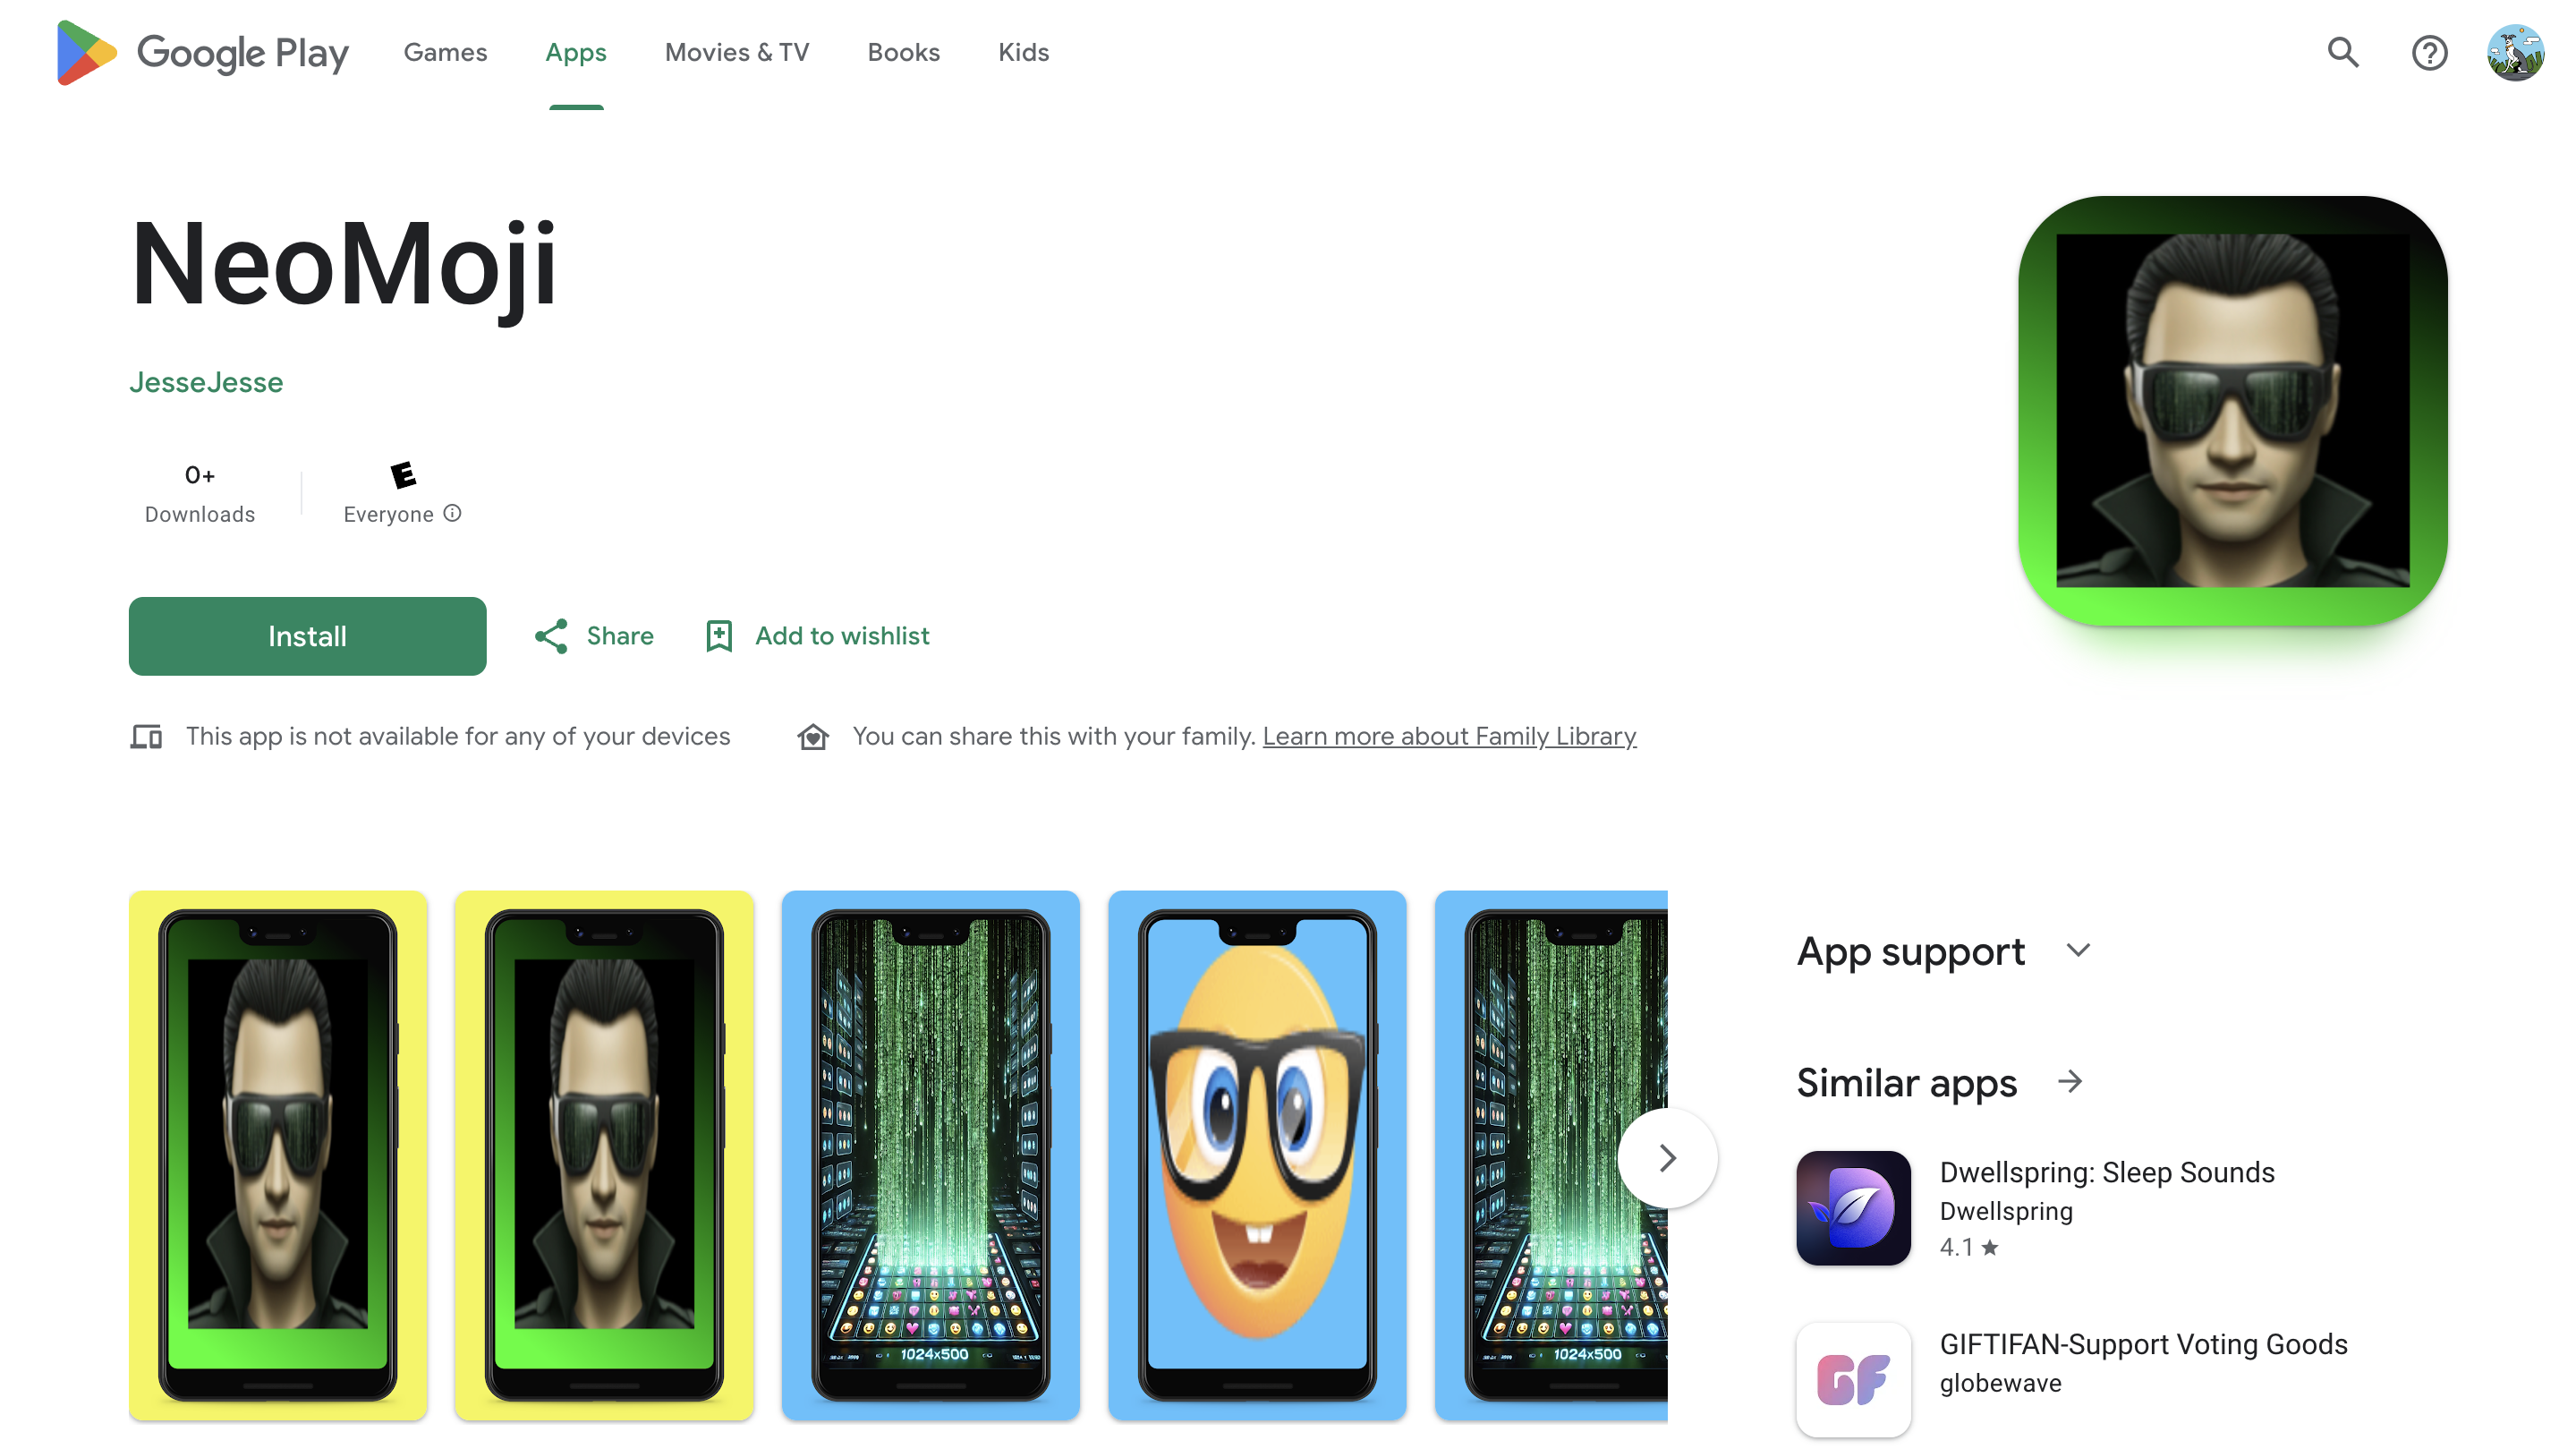 Google Play Games Apps Movies & TV Books Kids
NeoMoji
JesseJesse
0+
Downloads
E
Everyone
Install
Share
Add to wishlist
This app is not available for any of your devices
You can share this with your family. Learn more about Family Library
1024x500
1024x500
App support
Similar apps
Dwellspring: Sleep Sounds
Dwellspring
4.1 ★
GF
GIFTIFAN-Support Voting Goods
globewave